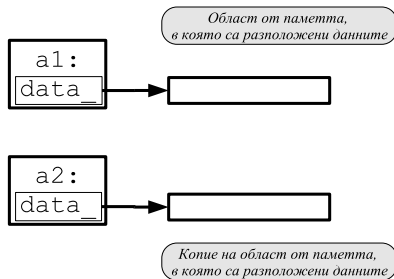 Област от паметта,
в която са разположени данните
a1:
data_
a2:
data_
Копие на област от паметта,
в която са разположени данните